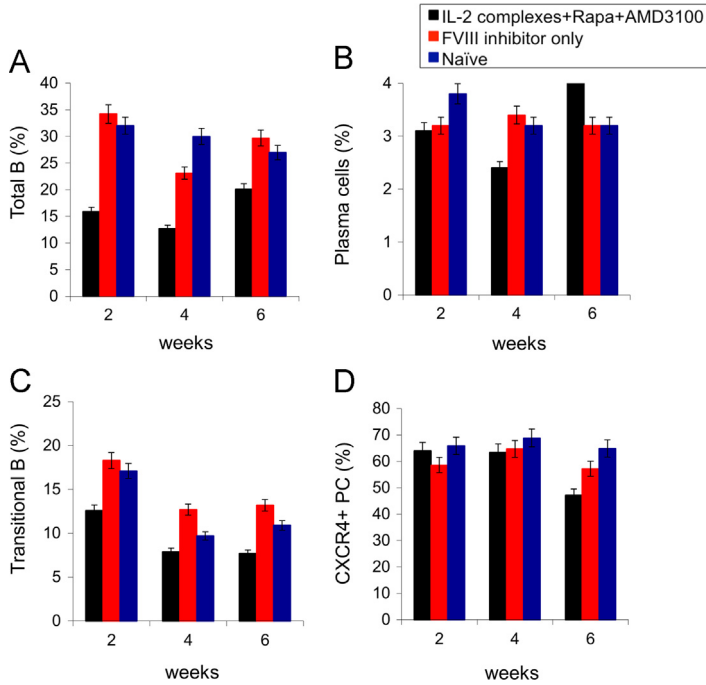 IL-2 complexes+Rapa+AMD3100
FVIII inhibitor only
Naïve
A
Total B (%)
40
35
30
25
20
15
10
5
0
2 4 6
weeks
B
Plasma cells (%)
4
3
2
1
0
2 4 6
weeks
C
Transitional B (%)
25
20
15
10
5
0
2 4 6
weeks
D
CXCR4+ PC (%)
80
70
60
50
40
30
20
10
0
2 4 6
weeks